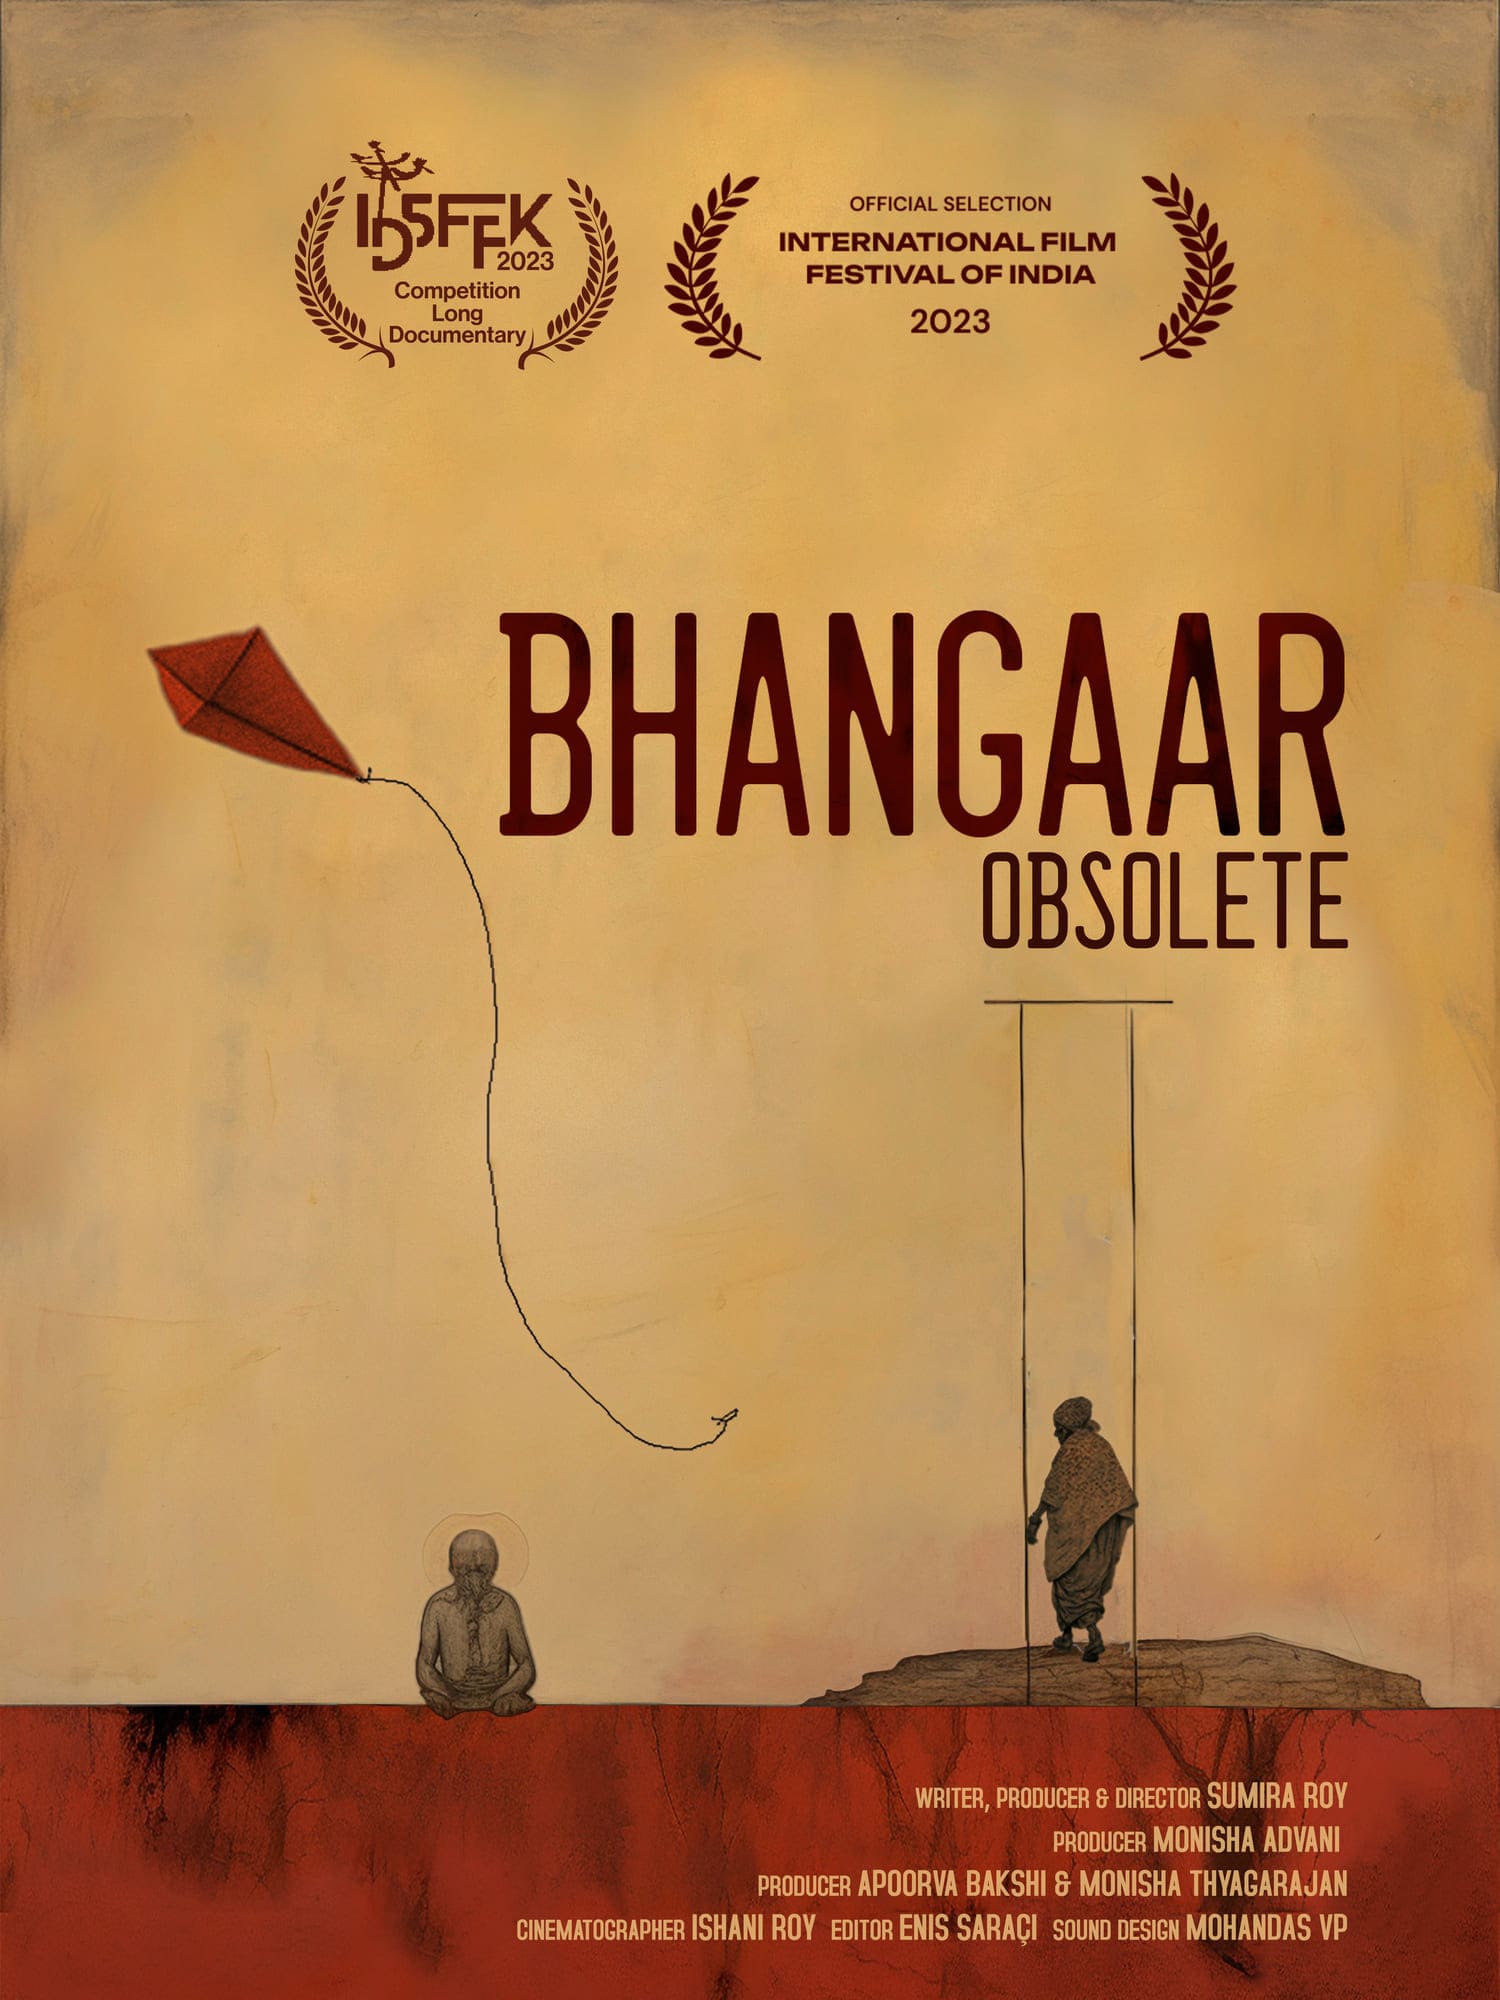 IDSFFK
2023
Competition
Long
Documentary
OFFICIAL SELECTION
INTERNATIONAL FILM
FESTIVAL OF INDIA
2023
BHANGAAR
OBSOLETE
WRITER, PRODUCER & DIRECTOR SUMIRA ROY
PRODUCER MONISHA ADVANI
PRODUCER APOORVA BAKSHI & MONISHA THYAGARAJAN
CINEMATOGRAPHER ISHANI ROY EDITOR ENIS SARAÇI SOUND DESIGN MOHANDAS VP